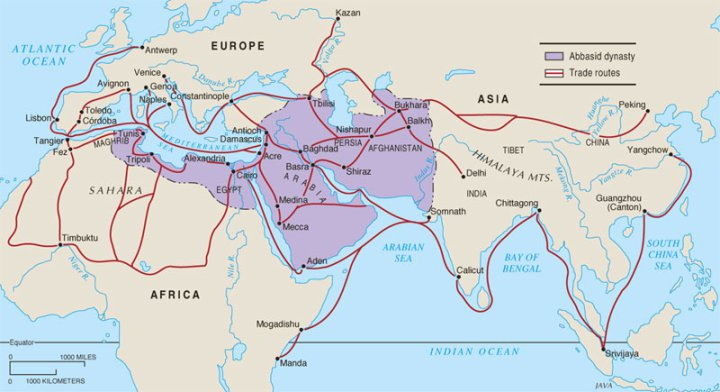 Kazan
ATLANTIC
OCEAN
EUROPE
Antwerp
Volga R.
Abbasid dynasty
Trade routes
Venice
Avignon
Genoa
Danube R.
Naples
Constantinople
Tbilisi
Bukhara
ASIA
Lisbon
Toledo
Córdoba
Peking
Balkh
Nishapur
Tangier
Fez
Tunis
MAGHRIB
MEDITERRANEAN
SEA
Antioch
Damascus
PERSIA
AFGHANISTAN
CHINA
TIBET
Tripoli
Alexandria
Acre
Baghdad
Basra
Shiraz
Indus R.
HIMALAYA MTS.
Yangchow
Delhi
INDIA
Mekong R.
Yangtze R.
SAHARA
EGYPT
Cairo
ARABIA
Medina
Mecca
Somnath
Chittagong
Guangzhou
(Canton)
Timbuktu
Niger R.
Nile R.
Aden
ARABIAN
SEA
Calicut
BAY OF
BENGAL
SOUTH
CHINA
SEA
AFRICA
Mogadishu
Manda
Equator
0
1000 MILES
0
1000 KILOMETERS
INDIAN OCEAN
Srivijaya
JAVA